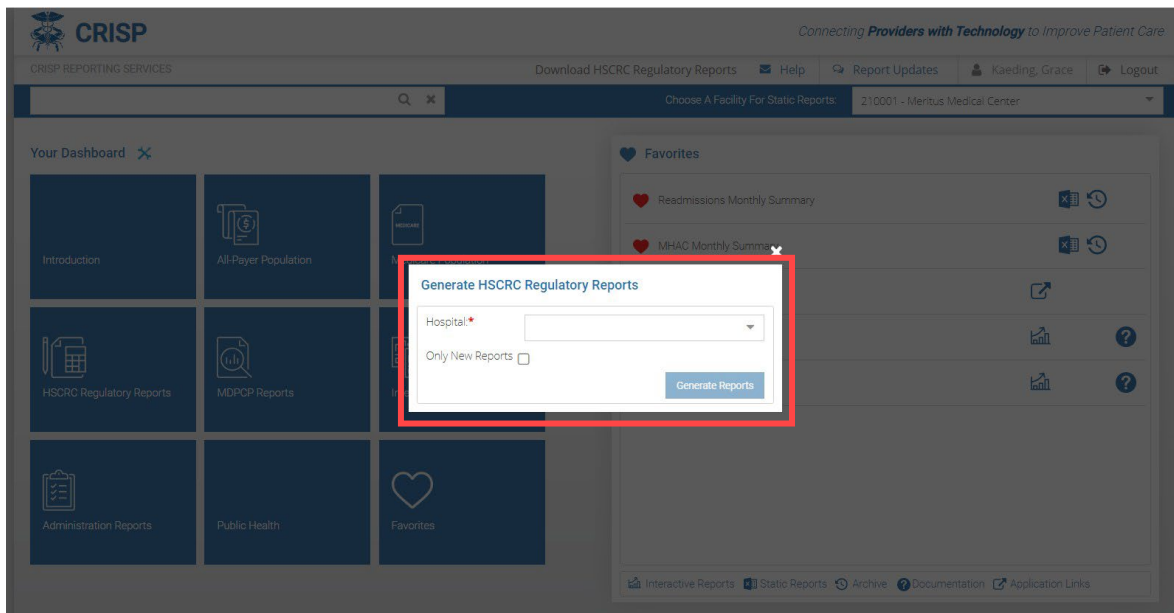 CRISP
Connecting Providers with Technology to Improve Patient Care
CRISP REPORTING SERVICES
Download HSCRC Regulatory Reports Help Report Updates Kaeding, Grace Logout
Choose A Facility For Static Reports: 210001 - Meritus Medical Center
Your Dashboard
Introduction
All-Payer Population
MEDICARE
HSCRC Regulatory Reports
MDPCP Reports
Administration Reports
Public Health
Favorites
Favorites
Readmissions Monthly Summary
MHAC Monthly Summary
Generate HSCRC Regulatory Reports
Hospital:*
Only New Reports
Generate Reports
Interactive Reports Static Reports Archive Documentation Application Links